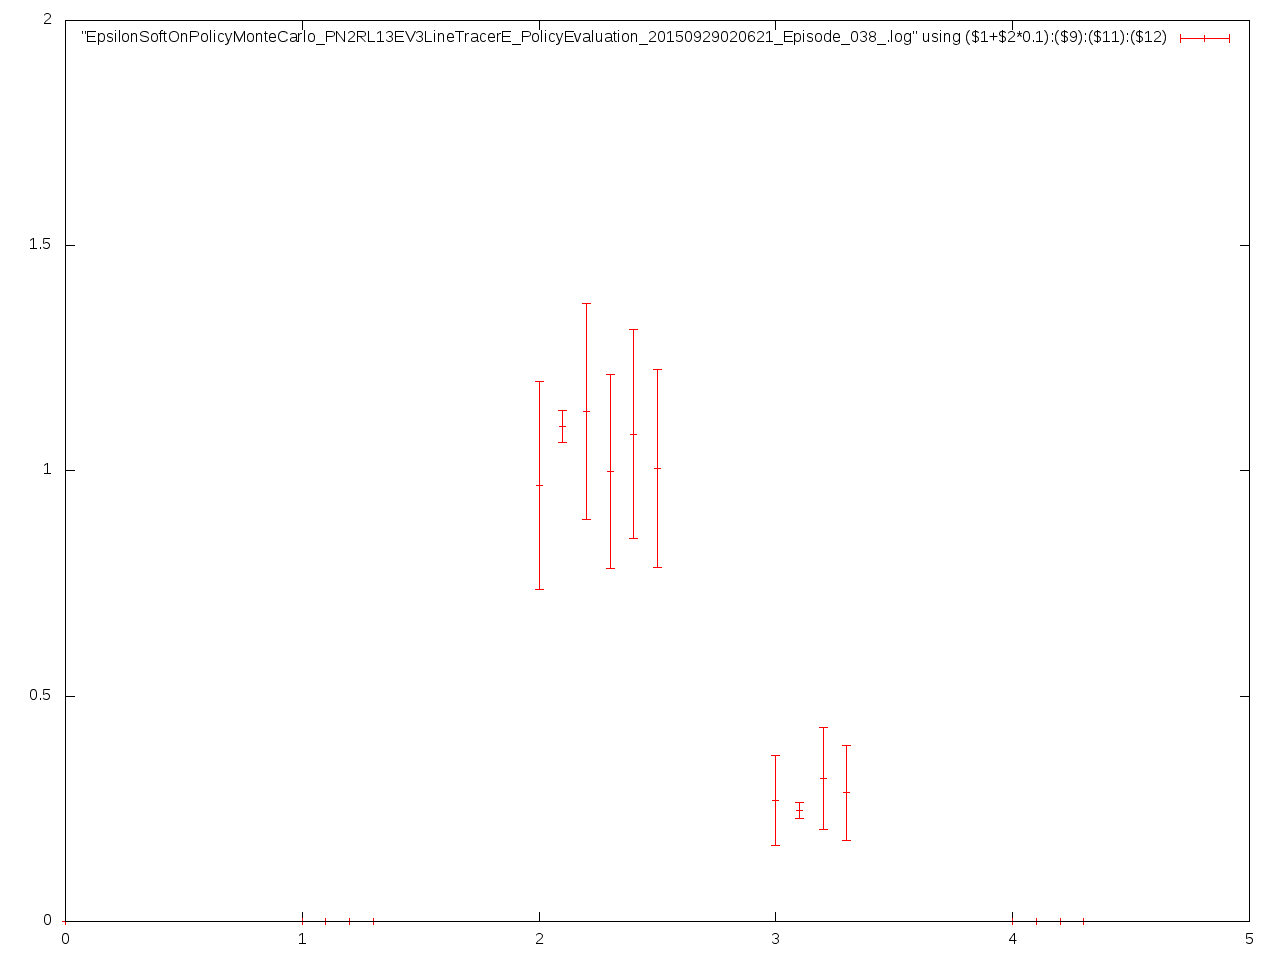 2
"EpsilonSoftOnPolicyMonteCarlo_PN2RL13EV3LineTracerE_PolicyEvaluation_20150929020621_Episode_038_.log" using ($1+$2*0.1):($9):($11):($12)
1.5
1
0.5
0
0 1 2 3 4 5